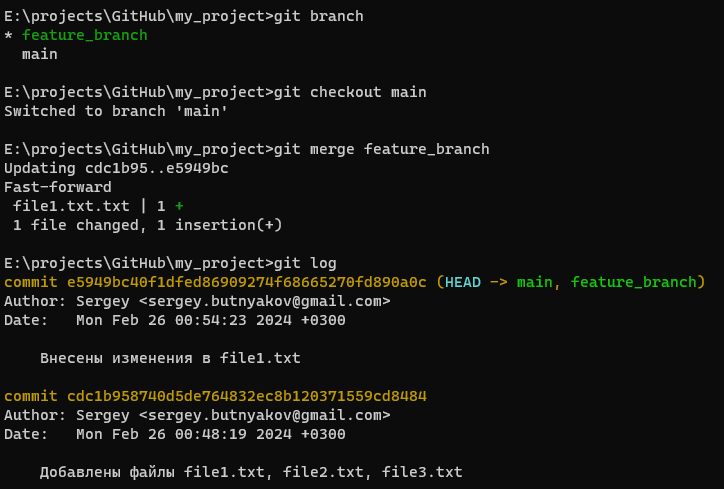 E:\projects\GitHub\my_project>git branch
* feature_branch
  main
E:\projects\GitHub\my_project>git checkout main
Switched to branch 'main'
E:\projects\GitHub\my_project>git merge feature_branch
Updating cdc1b95..e5949bc
Fast-forward
 file1.txt.txt | 1 +
 1 file changed, 1 insertion(+)
E:\projects\GitHub\my_project>git log
commit e5949bc40f1dfed86909274f68665270fd890a0c (HEAD -> main, feature_branch)
Author: Sergey <sergey.butnyakov@gmail.com>
Date:   Mon Feb 26 00:54:23 2024 +0300
    Внесены изменения в file1.txt
commit cdc1b958740d5de764832ec8b120371559cd8484
Author: Sergey <sergey.butnyakov@gmail.com>
Date:   Mon Feb 26 00:48:19 2024 +0300
    Добавлены файлы file1.txt, file2.txt, file3.txt